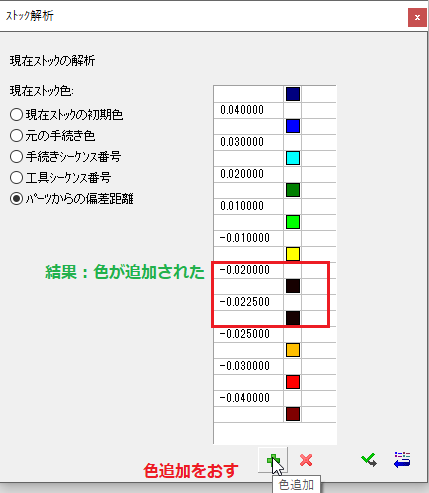 ストック解析
x
現在ストックの解析
現在ストック色:
現在ストックの初期色
元の手続き色
手続きシーケンス番号
工具シーケンス番号
パーツからの偏差距離
0.040000
0.030000
0.020000
0.010000
-0.010000
-0.020000
-0.022500
-0.025000
-0.030000
-0.040000
結果：色が追加された
色追加をおす
色追加